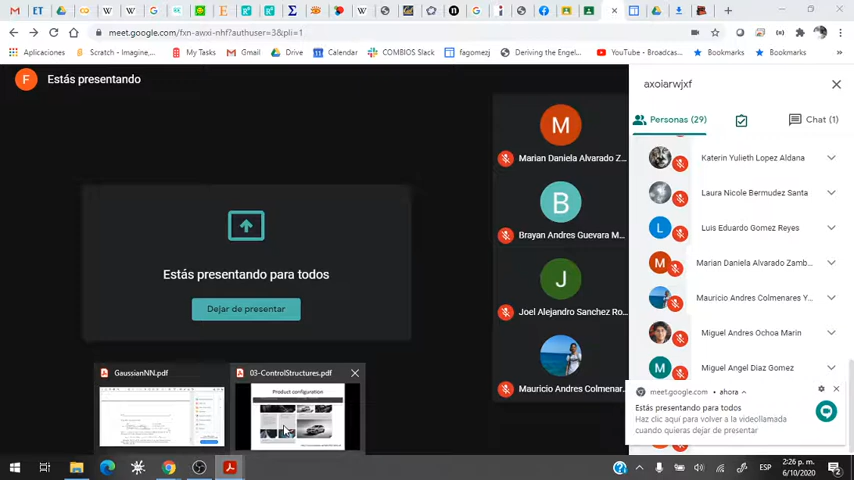 meet.google.com/fxn-awxi-nhf?authuser=3&pli=1
Aplicaciones
Scratch - Imagine,...
My Tasks
Gmail
Drive
Calendar
COMBIOS Slack
fagomezj
Deriving the Engel...
YouTube - Broadcas...
Bookmarks
Bookmarks
F
Estás presentando
Estás presentando para todos
Dejar de presentar
M
Marian Daniela Alvarado Z...
B
Brayan Andres Guevara M...
J
Joel Alejandro Sanchez Ro...
Mauricio Andres Colmenar...
axoiarwjxf
Personas (29)
Chat (1)
Katerin Yulieth Lopez Aldana
Laura Nicole Bermudez Santa
L
Luis Eduardo Gomez Reyes
M
Marian Daniela Alvarado Zamb...
Mauricio Andres Colmenares Y...
Miguel Andres Ochoa Marin
M
Miguel Angel Diaz Gomez
meet.google.com • ahora
Estás presentando para todos
Haz clic aquí para volver a la videollamada
cuando quieras dejar de presentar
GaussianNN.pdf
03-ControlStructures.pdf
Product configuration
ESP
2:26 p. m.
6/10/2020
2